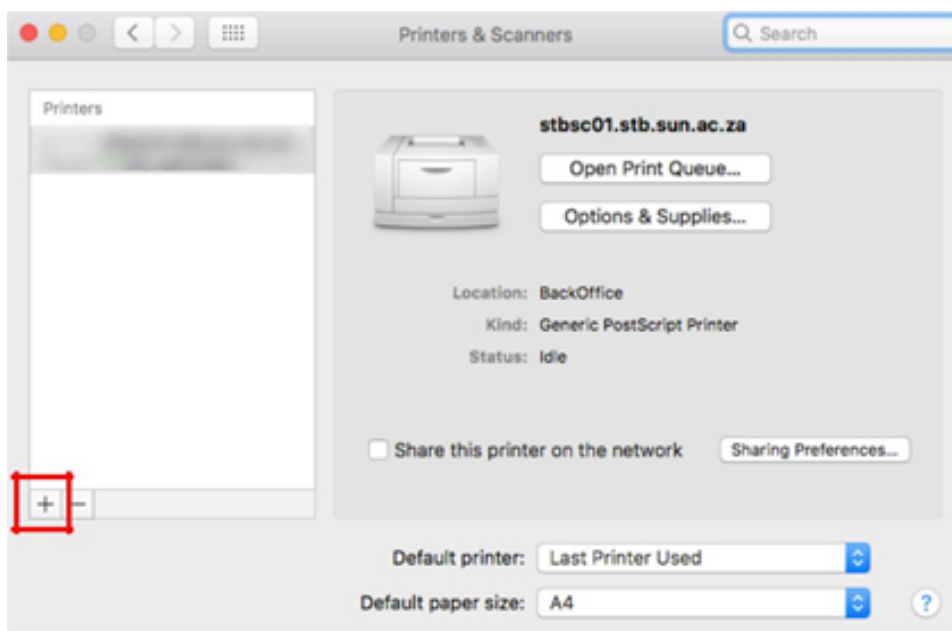 Printers & Scanners
Search
Printers
stbsc01.stb.sun.ac.za
Open Print Queue...
Options & Supplies...
Location: BackOffice
Kind: Generic PostScript Printer
Status: Idle
Share this printer on the network
Sharing Preferences...
+ −
Default printer: Last Printer Used
Default paper size: A4
?